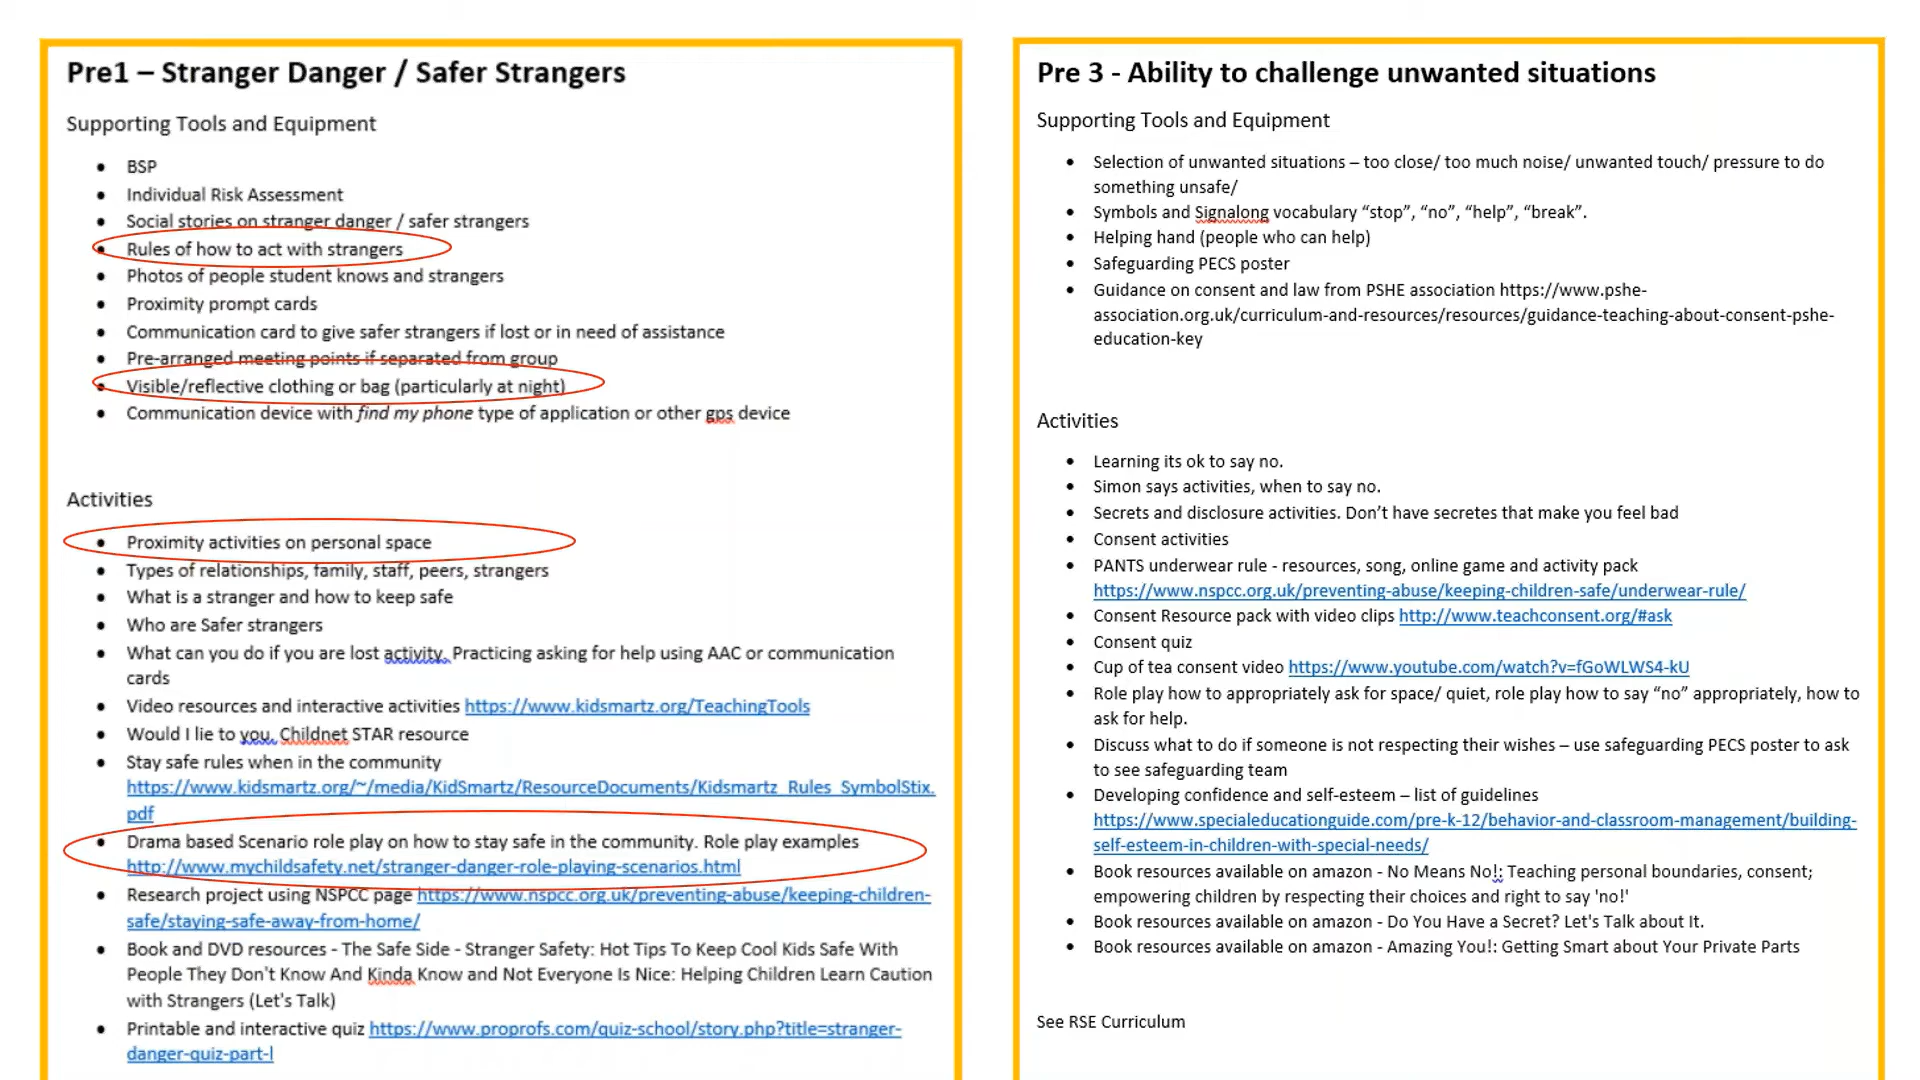 Pre1 – Stranger Danger / Safer Strangers
Supporting Tools and Equipment
• BSP
• Individual Risk Assessment
• Social stories on stranger danger / safer strangers
• Rules of how to act with strangers
• Photos of people student knows and strangers
• Proximity prompt cards
• Communication card to give safer strangers if lost or in need of assistance
• Pre-arranged meeting points if separated from group
• Visible/reflective clothing or bag (particularly at night)
• Communication device with find my phone type of application or other gps device
Activities
• Proximity activities on personal space
• Types of relationships, family, staff, peers, strangers
• What is a stranger and how to keep safe
• Who are Safer strangers
• What can you do if you are lost activity. Practicing asking for help using AAC or communication
cards
• Video resources and interactive activities https://www.kidsmartz.org/TeachingTools
• Would I lie to you. Childnet STAR resource
• Stay safe rules when in the community
https://www.kidsmartz.org/~/media/KidSmartz/ResourceDocuments/Kidsmartz_Rules_SymbolStix.
pdf
• Drama based Scenario role play on how to stay safe in the community. Role play examples
http://www.mychildsafety.net/stranger-danger-role-playing-scenarios.html
• Research project using NSPCC page https://www.nspcc.org.uk/preventing-abuse/keeping-children-
safe/staying-safe-away-from-home/
• Book and DVD resources - The Safe Side - Stranger Safety: Hot Tips To Keep Cool Kids Safe With
People They Don't Know And Kinda Know and Not Everyone Is Nice: Helping Children Learn Caution
with Strangers (Let's Talk)
• Printable and interactive quiz https://www.proprofs.com/quiz-school/story.php?title=stranger-
danger-quiz-part-l
Pre 3 - Ability to challenge unwanted situations
Supporting Tools and Equipment
• Selection of unwanted situations – too close/ too much noise/ unwanted touch/ pressure to do
something unsafe/
• Symbols and Signalong vocabulary “stop”, “no”, “help”, “break”.
• Helping hand (people who can help)
• Safeguarding PECS poster
• Guidance on consent and law from PSHE association https://www.pshe-
association.org.uk/curriculum-and-resources/resources/guidance-teaching-about-consent-pshe-
education-key
Activities
• Learning its ok to say no.
• Simon says activities, when to say no.
• Secrets and disclosure activities. Don’t have secretes that make you feel bad
• Consent activities
• PANTS underwear rule - resources, song, online game and activity pack
https://www.nspcc.org.uk/preventing-abuse/keeping-children-safe/underwear-rule/
• Consent Resource pack with video clips http://www.teachconsent.org/#ask
• Consent quiz
• Cup of tea consent video https://www.youtube.com/watch?v=fGoWLWS4-kU
• Role play how to appropriately ask for space/ quiet, role play how to say “no” appropriately, how to
ask for help.
• Discuss what to do if someone is not respecting their wishes – use safeguarding PECS poster to ask
to see safeguarding team
• Developing confidence and self-esteem – list of guidelines
https://www.specialeducationguide.com/pre-k-12/behavior-and-classroom-management/building-
self-esteem-in-children-with-special-needs/
• Book resources available on amazon - No Means No!: Teaching personal boundaries, consent;
empowering children by respecting their choices and right to say 'no!'
• Book resources available on amazon - Do You Have a Secret? Let's Talk about It.
• Book resources available on amazon - Amazing You!: Getting Smart about Your Private Parts
See RSE Curriculum